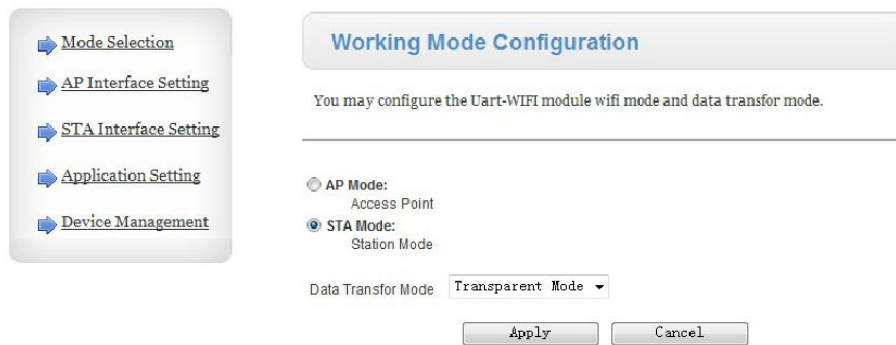 Mode Selection
AP Interface Setting
STA Interface Setting
Application Setting
Device Management
Working Mode Configuration
You may configure the Uart-WIFI module wifi mode and data transfor mode.
AP Mode:
Access Point
STA Mode:
Station Mode
Data Transfor Mode Transparent Mode
Apply Cancel